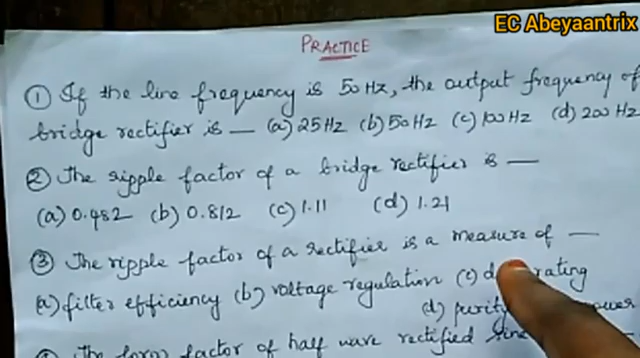 EC Abeyaantrix
PRACTICE
① If the line frequency is 50 Hz, the output frequency of
bridge rectifier is — (a) 25 Hz (b) 50 Hz (c) 100 Hz (d) 200 Hz
② The ripple factor of a bridge rectifier is —
(a) 0.482 (b) 0.812 (c) 1.11 (d) 1.21
③ The ripple factor of a rectifier is a measure of —
(a) filter efficiency (b) voltage regulation (c) rating
(d) purity power
The form factor of half wave rectified